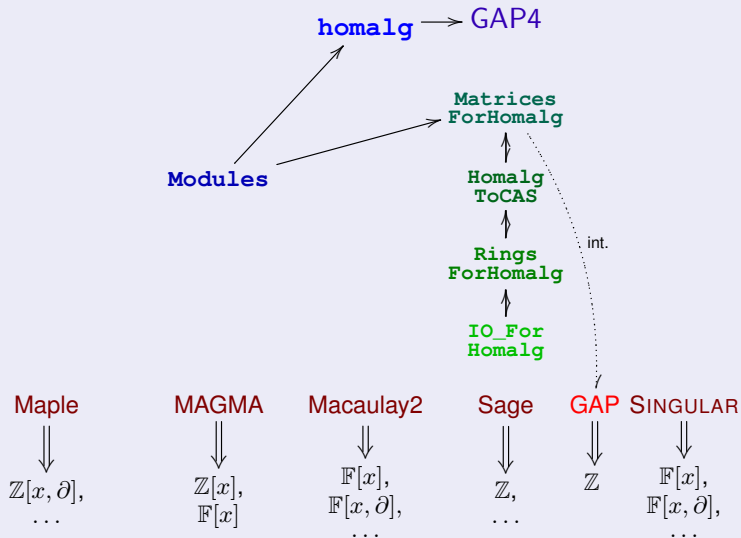 homalg GAP4
Matrices
ForHomalg
Modules
Homalg
ToCAS
int.
Rings
ForHomalg
IO_For
Homalg
Maple MAGMA Macaulay2 Sage GAP SINGULAR
ℤ[x, ∂],
...
ℤ[x],
𝔽[x]
𝔽[x],
𝔽[x, ∂],
...
ℤ,
...
ℤ
𝔽[x],
𝔽[x, ∂],
...